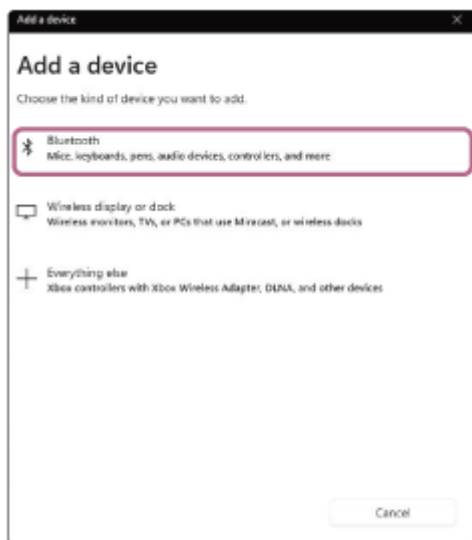 Add a device
Add a device
Choose the kind of device you want to add.
Bluetooth
Mice, keyboards, pens, audio devices, controllers, and more
Wireless display or dock
Wireless monitors, TVs, or PCs that use Miracast, or wireless docks
Everything else
Xbox controllers with Xbox Wireless Adapter, DLNA, and other devices
Cancel